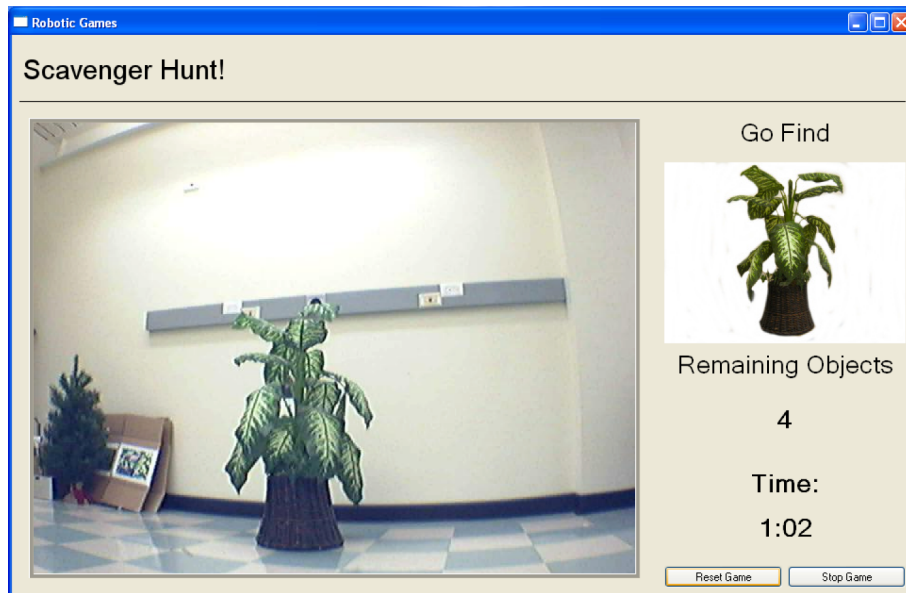 Robotic Games
Scavenger Hunt!
Go Find
Remaining Objects
4
Time:
1:02
Reset Game
Stop Game